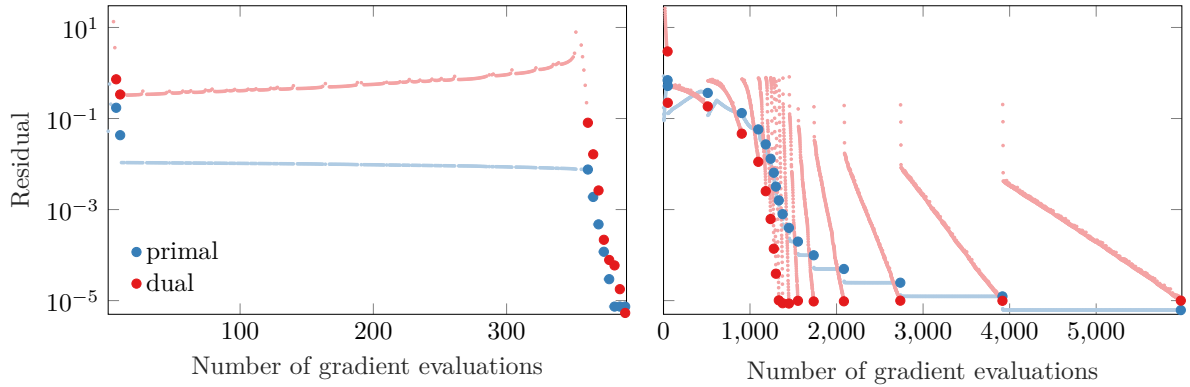 10^1
10^-1
10^-3
10^-5
Residual
primal
dual
100
200
300
Number of gradient evaluations
0
1,000
2,000
3,000
4,000
5,000
Number of gradient evaluations